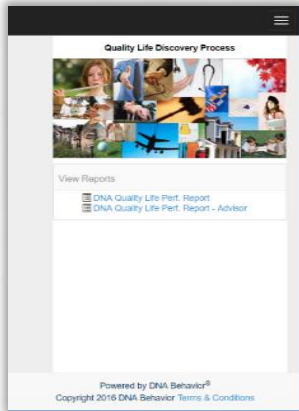 Quality Life Discovery Process
View Reports
DNA Quality Life Perf. Report
DNA Quality Life Perf. Report - Advisor
Powered by DNA Behavior®
Copyright 2016 DNA Behavior Terms & Conditions